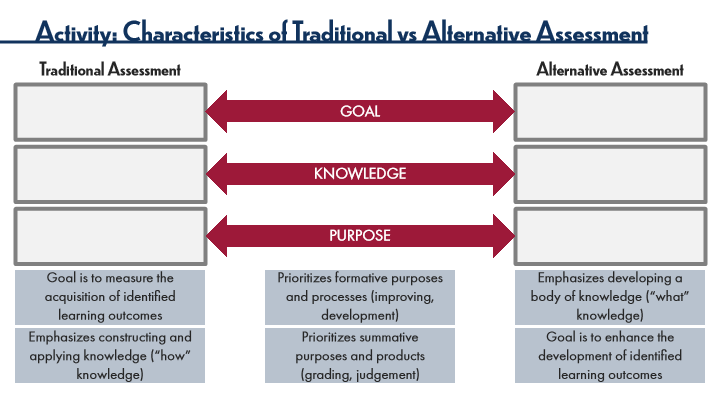 Activity: Characteristics of Traditional vs Alternative Assessment
Traditional Assessment
Alternative Assessment
GOAL
KNOWLEDGE
PURPOSE
Goal is to measure the
acquisition of identified
learning outcomes
Prioritizes formative purposes
and processes (improving,
development)
Emphasizes developing a
body of knowledge (“what”
knowledge)
Emphasizes constructing and
applying knowledge (“how”
knowledge)
Prioritizes summative
purposes and products
(grading, judgement)
Goal is to enhance the
development of identified
learning outcomes